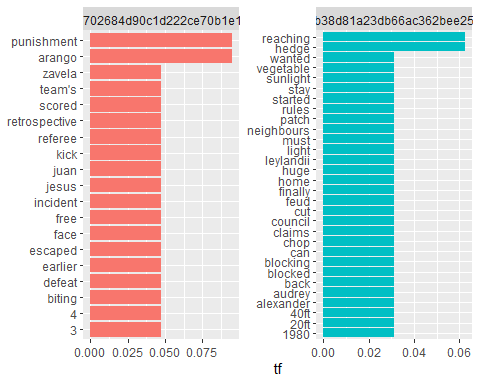 702684d90c1d222ce70b1e1
punishment
arango
zavela
team's
scored
retrospective
referee
kick
juan
jesus
incident
free
face
escaped
earlier
defeat
biting
4
3
0.000 0.025 0.050 0.075
b38d81a23db66ac362bee25
reaching
hedge
wanted
vegetable
sunlight
stay
started
rules
patch
neighbours
must
light
leylandii
huge
home
finally
feud
cut
council
claims
chop
can
blocking
blocked
back
audrey
alexander
40ft
20ft
1980
0.00 0.02 0.04 0.06
tf